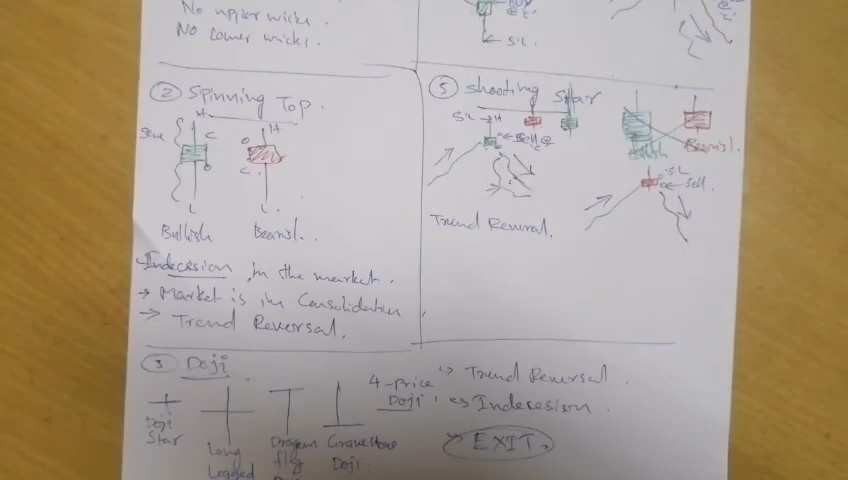 No upper wicks.
No Lower wicks.
S.L.
② Spinning Top.
H
C
O
L
Bullish
H
O
C.
L.
Bearish.
Indecession in the market.
→ Market is in Consolidation
→ Trend Reversal.
③ Doji
Doji
Star
Long
Legged
Dragon
fly
Gravestone
Doji
4-price
Doji
Trend Reversal
Indecesion.
EXIT.
⑤ Shooting Star
S.L
H
Sell @
C
Trend Reversal.
Bullish
Bearish.
S.L
Sell.